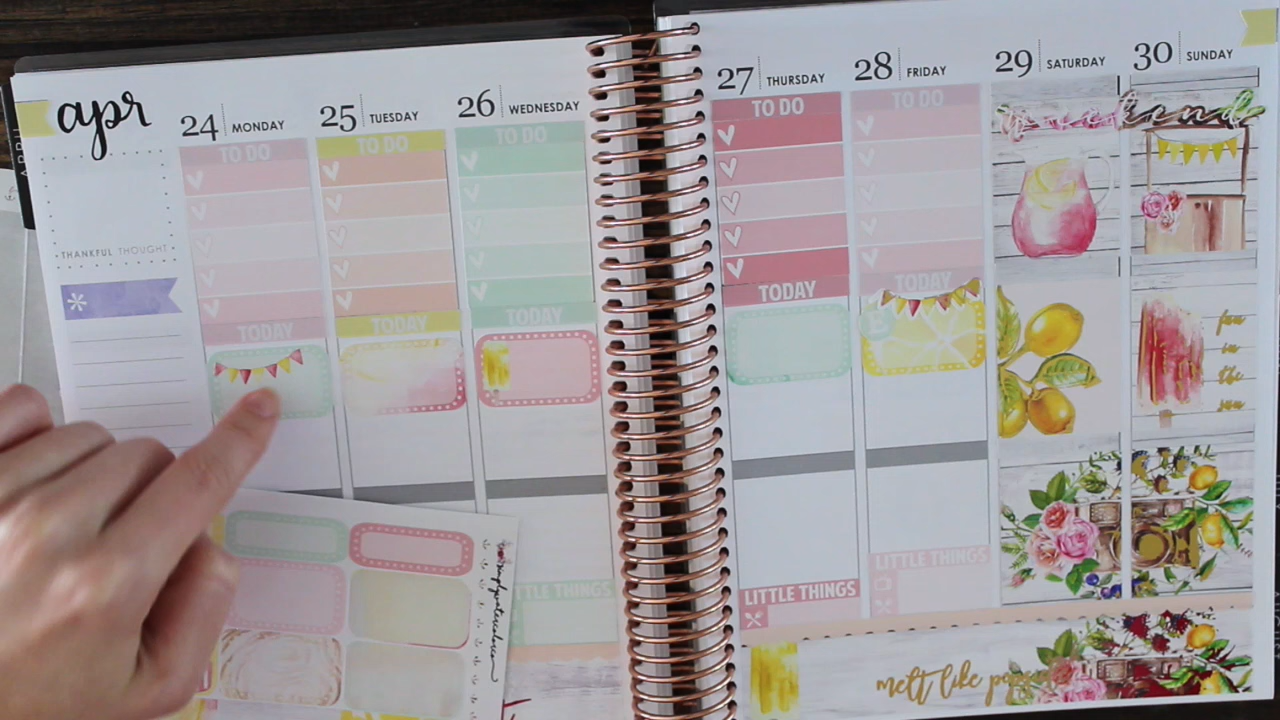 apr
24 MONDAY
25 TUESDAY
26 WEDNESDAY
27 THURSDAY
28 FRIDAY
29 SATURDAY
30 SUNDAY
TO DO
TO DO
TO DO
TO DO
TO DO
weekend
THANKFUL THOUGHT
TODAY
TODAY
TODAY
TODAY
TODAY
fun
in
the
sun
LITTLE THINGS
LITTLE THINGS
LITTLE THINGS
melt like